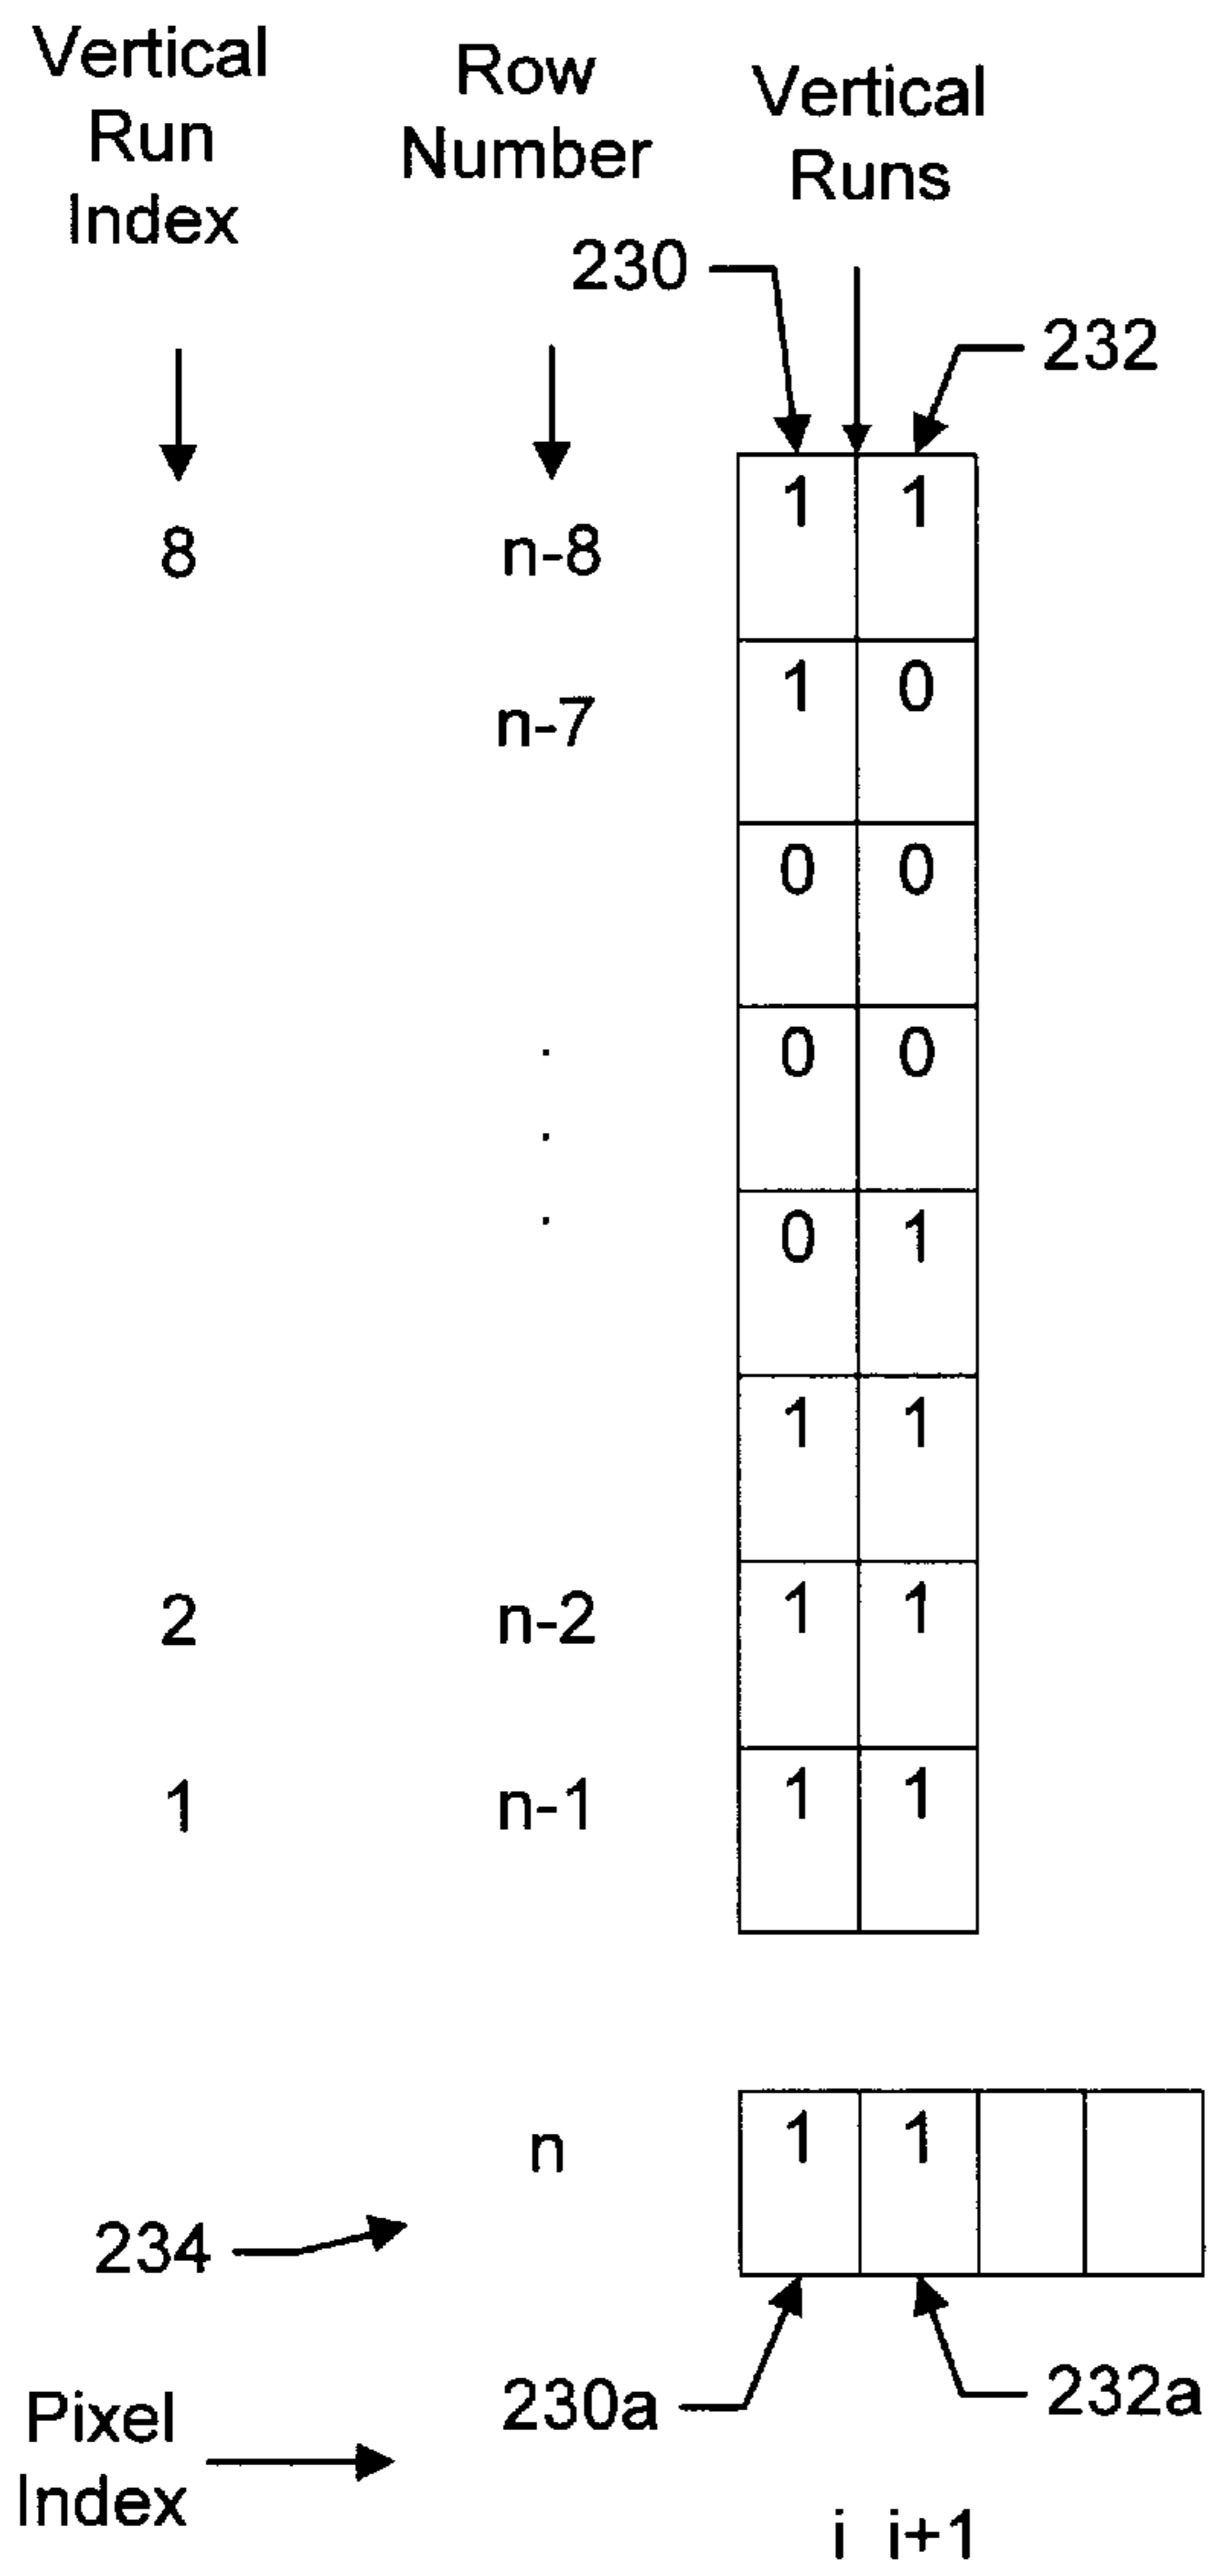 Vertical Run Index
Row Number
Vertical Runs
230
232
8 n-8 1 1
n-7 1 0
0 0
. 0 0
.
. 0 1
1 1
2 n-2 1 1
1 n-1 1 1
n 1 1
234
230a 232a
Pixel Index
i i+1